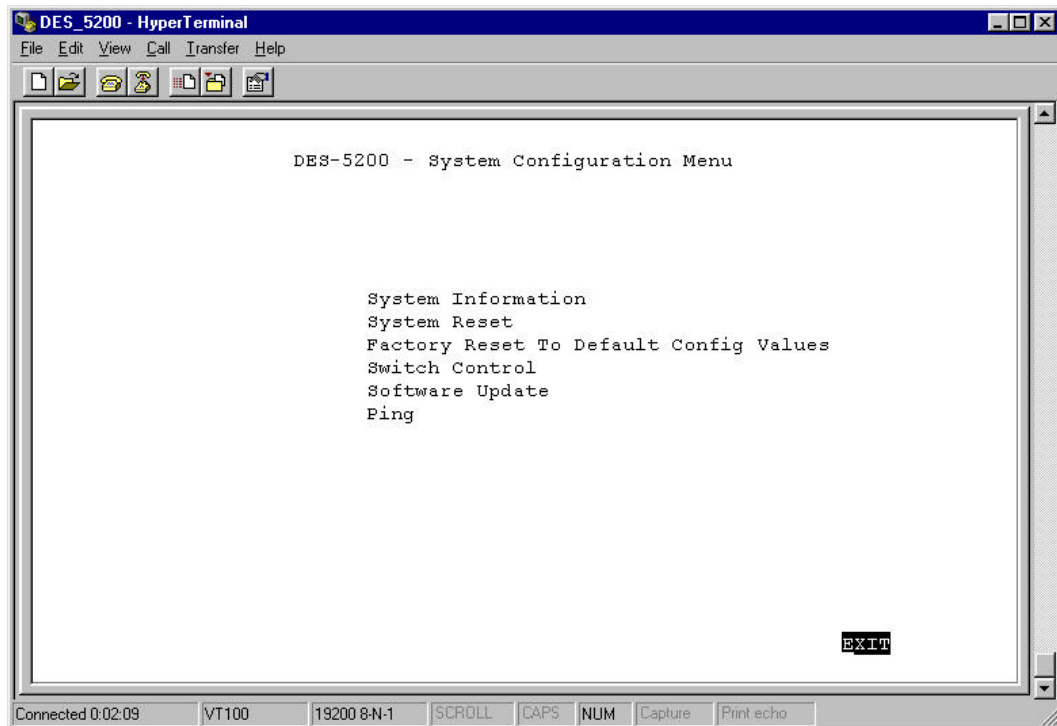 DES_5200 - HyperTerminal
File Edit View Call Transfer Help
DES-5200 - System Configuration Menu
System Information
System Reset
Factory Reset To Default Config Values
Switch Control
Software Update
Ping
EXIT
Connected 0:02:09 VT100 19200 8-N-1 SCROLL CAPS NUM Capture Print echo